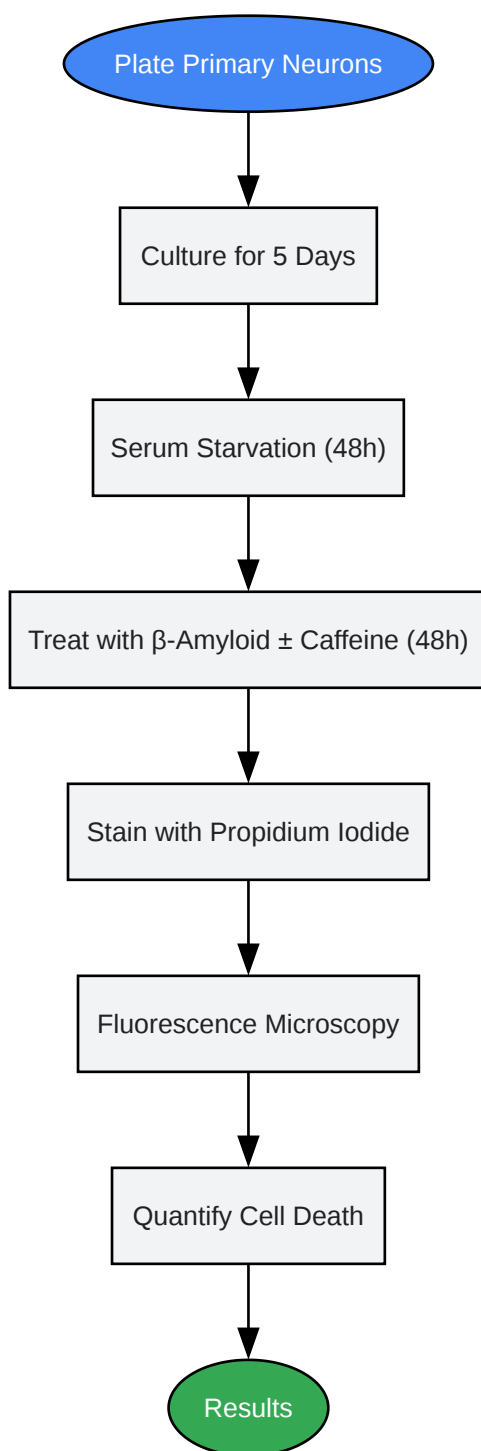 Plate Primary Neurons
Culture for 5 Days
Serum Starvation (48h)
Treat with β-Amyloid ± Caffeine (48h)
Stain with Propidium Iodide
Fluorescence Microscopy
Quantify Cell Death
Results